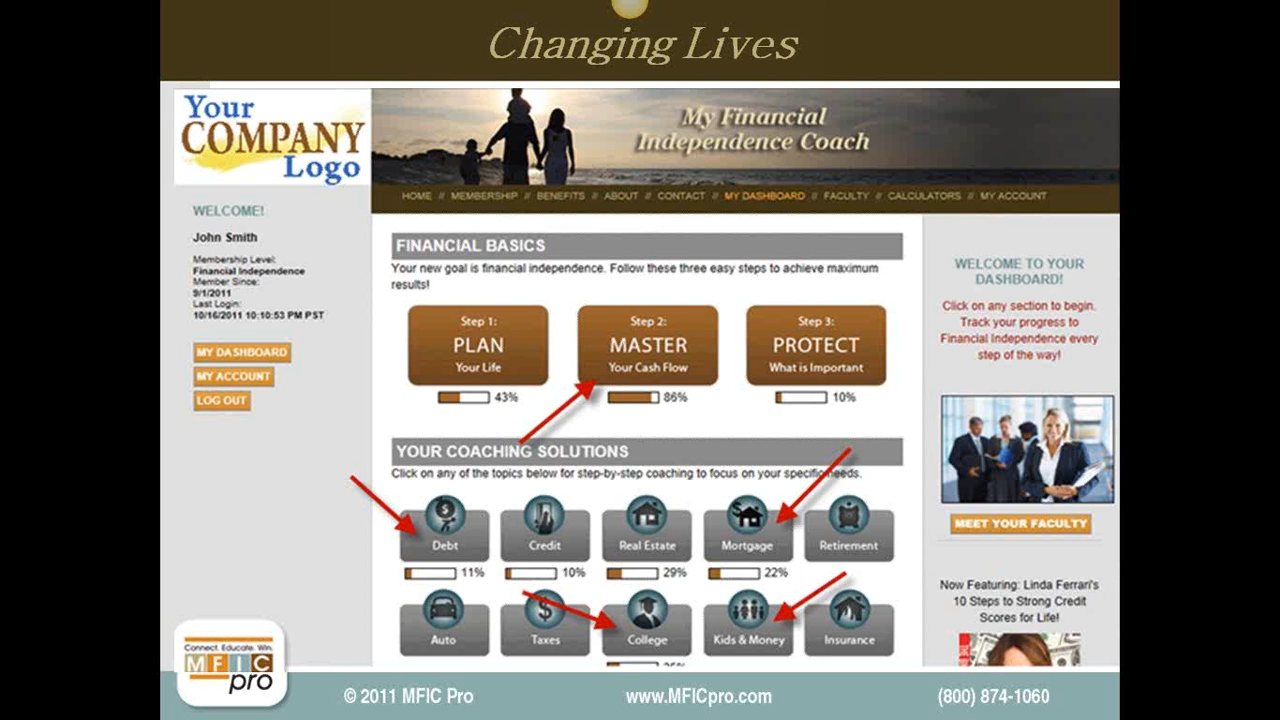 Changing Lives
Your
COMPANY
Logo
My Financial
Independence Coach
HOME // MEMBERSHIP // BENEFITS // ABOUT // CONTACT // MY DASHBOARD // FACULTY // CALCULATORS // MY ACCOUNT
WELCOME!
John Smith
Membership Level:
Financial Independence
Member Since:
9/1/2011
Last Login:
10/16/2011 10:10:53 PM PST
MY DASHBOARD
MY ACCOUNT
LOG OUT
FINANCIAL BASICS
Your new goal is financial independence. Follow these three easy steps to achieve maximum
results!
Step 1:
PLAN
Your Life
43%
Step 2:
MASTER
Your Cash Flow
86%
Step 3:
PROTECT
What is Important
10%
YOUR COACHING SOLUTIONS
Click on any of the topics below for step-by-step coaching to focus on your specific needs.
Debt
Credit
Real Estate
Mortgage
Retirement
11%
10%
29%
22%
Auto
Taxes
College
Kids & Money
Insurance
WELCOME TO YOUR
DASHBOARD!
Click on any section to begin.
Track your progress to
Financial Independence every
step of the way!
MEET YOUR FACULTY
Now Featuring: Linda Ferrari's
10 Steps to Strong Credit
Scores for Life!
Connect. Educate. Win.
MFIC
pro
© 2011 MFIC Pro
www.MFICpro.com
(800) 874-1060